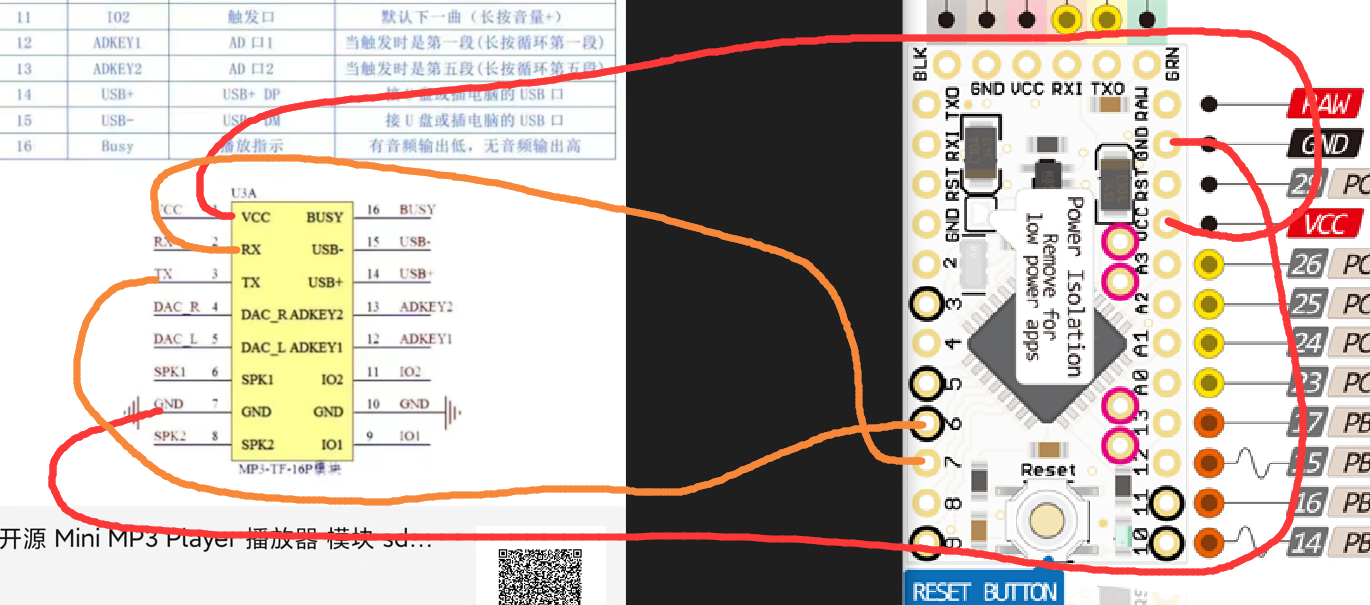 11 IO2 触发口 默认下一曲（长按音量+）
12 ADKEY1 AD 口1 当触发时是第一段(长按循环第一段)
13 ADKEY2 AD 口2 当触发时是第五段(长按循环第五段)
14 USB+ USB+ DP 接 U 盘或插电脑的 USB 口
15 USB- USB- DM 接 U 盘或插电脑的 USB 口
16 Busy 播放指示 有音频输出低，无音频输出高
U3A
VCC 1 VCC BUSY 16 BUSY
RX 2 RX USB- 15 USB-
TX 3 TX USB+ 14 USB+
DAC_R 4 DAC_R ADKEY2 13 ADKEY2
DAC_L 5 DAC_L ADKEY1 12 ADKEY1
SPK1 6 SPK1 IO2 11 IO2
GND 7 GND GND 10 GND
SPK2 8 SPK2 IO1 9 IO1
MP3-TF-16P模块
开源 Mini MP3 Player 播放器 模块 sd...
BLK GND VCC RXI TXO GRN
TXO RAW RAW
RXI GND GND
RST RST 29 PC
GND VCC VCC
2 A3 26 PC
3 A2 25 PC
4 A1 24 PC
5 A0 23 PC
6 13 17 PB
7 12 15 PB
8 11 16 PB
9 10 14 PB
Power Isolation
Remove for
low power apps
Reset
RESET BUTTON